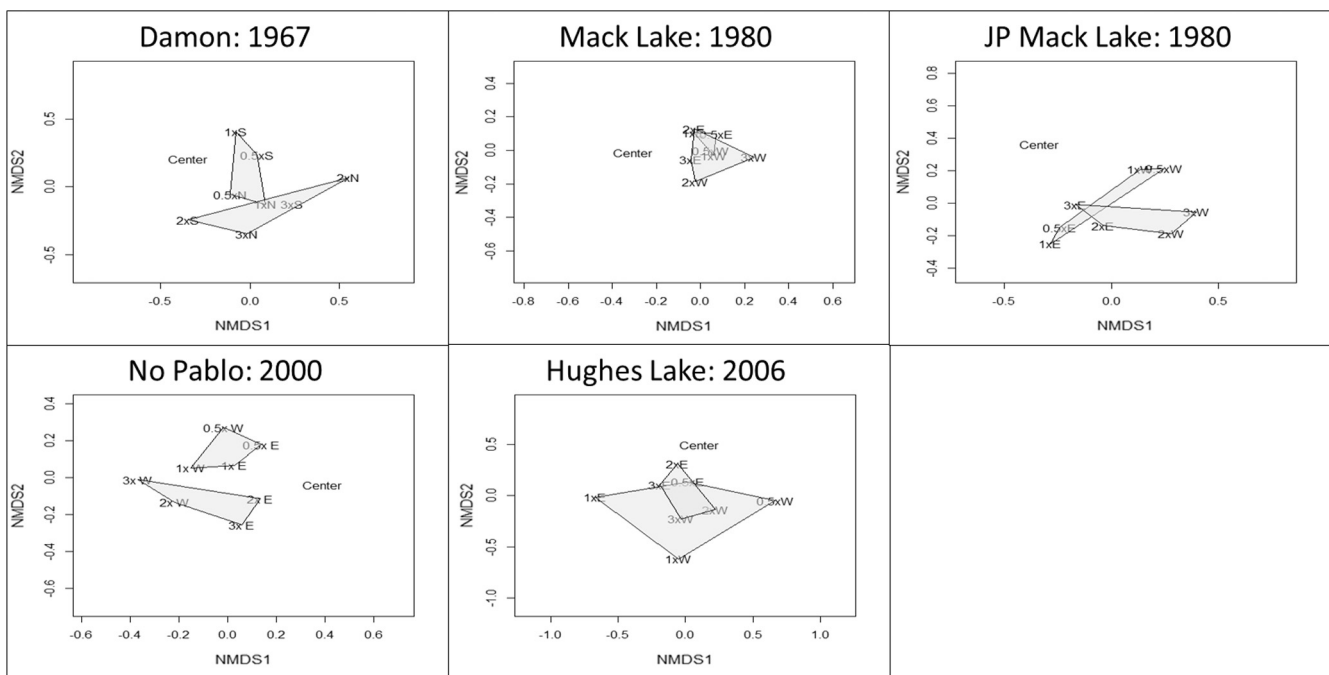 Damon: 1967
NMDS2
0.5
0.0
-0.5
1xS
Center
0.5xS
2xN
0.5xN
1xN 3xS
2xS
3xN
-0.5 0.0 0.5
NMDS1
Mack Lake: 1980
NMDS2
0.4
0.2
0.0
-0.2
-0.6
2xE
Center
0.5xW
3xW
3xE
1xW
2xW
-0.8 -0.6 -0.4 -0.2 0.0 0.2 0.4 0.6
NMDS1
JP Mack Lake: 1980
NMDS2
0.8
0.6
0.4
0.2
0.0
-0.2
-0.4
Center
1xW 0.5xW
3xE
3xW
0.5xE
2xE
2xW
1xE
-0.5 0.0 0.5
NMDS1
No Pablo: 2000
NMDS2
0.4
0.2
0.0
-0.2
-0.4
-0.6
0.5x W
0.5x E
1x W
1x E
3x W
Center
2x W
2x E
3x E
-0.6 -0.4 -0.2 0.0 0.2 0.4 0.6
NMDS1
Hughes Lake: 2006
NMDS2
0.5
0.0
-0.5
-1.0
Center
2xE
3xE
0.5xE
1xE
0.5xW
2xW
3xW
1xW
-1.0 -0.5 0.0 0.5 1.0
NMDS1